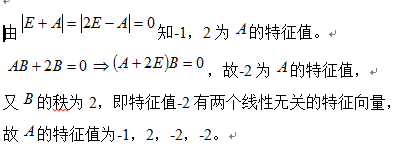 由|E+A|=|2E-A|=0知-1，2为A的特征值。
AB+2B=0⇒(A+2E)B=0，故-2为A的特征值，
又B的秩为2，即特征值-2有两个线性无关的特征向量，
故A的特征值为-1，2，-2，-2。